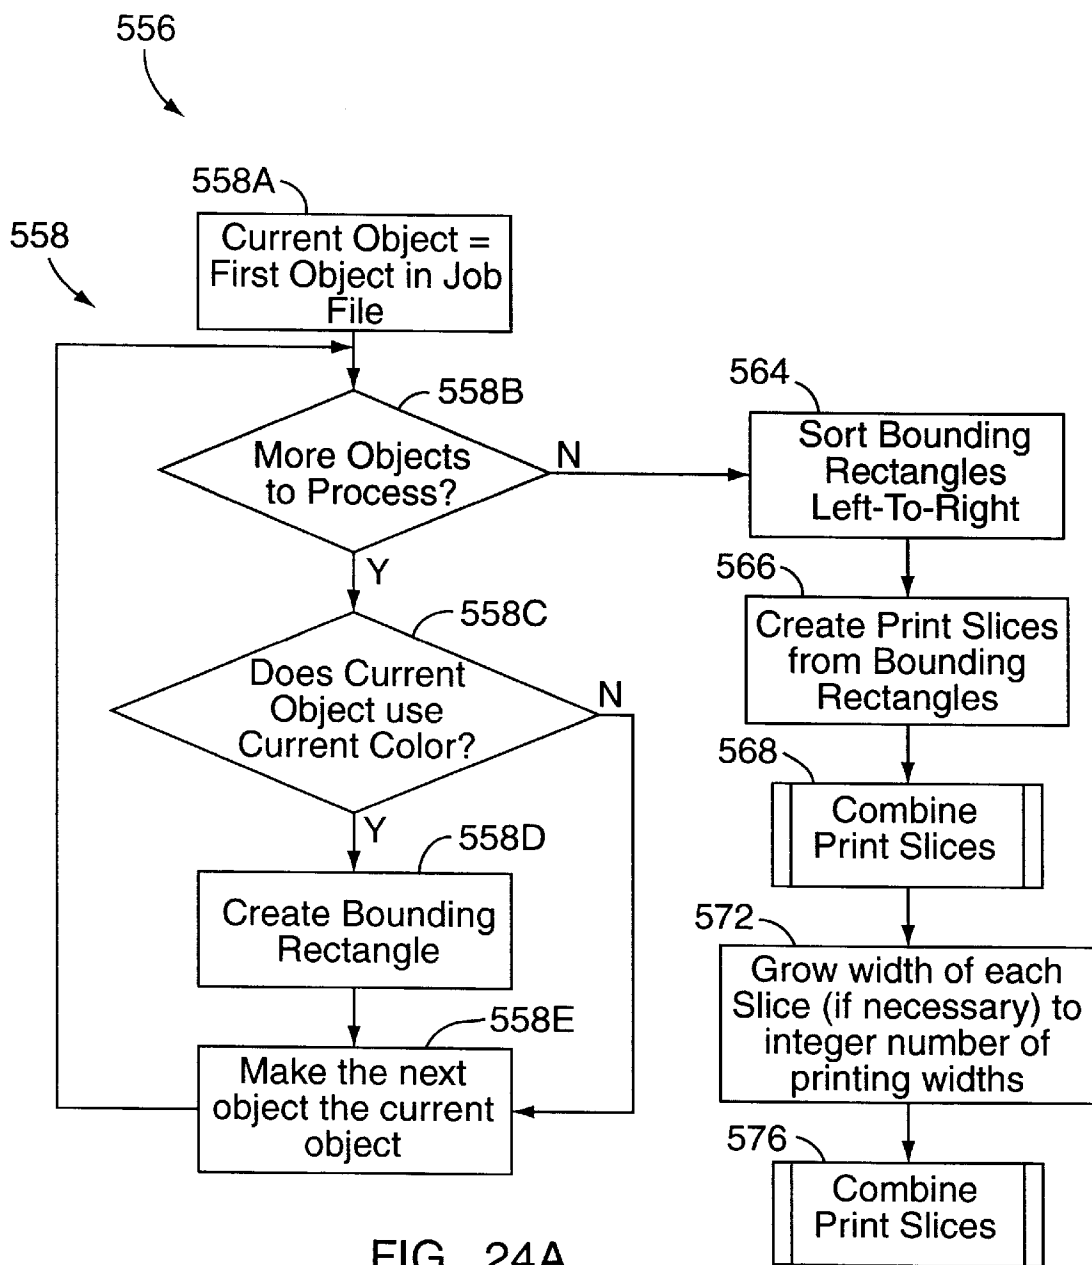 556
558A
558
Current Object =
First Object in Job
File
558B
More Objects
to Process?
N
Y
558C
Does Current
Object use
Current Color?
N
Y
558D
Create Bounding
Rectangle
558E
Make the next
object the current
object
564
Sort Bounding
Rectangles
Left-To-Right
566
Create Print Slices
from Bounding
Rectangles
568
Combine
Print Slices
572
Grow width of each
Slice (if necessary) to
integer number of
printing widths
576
Combine
Print Slices
FIG. 24A